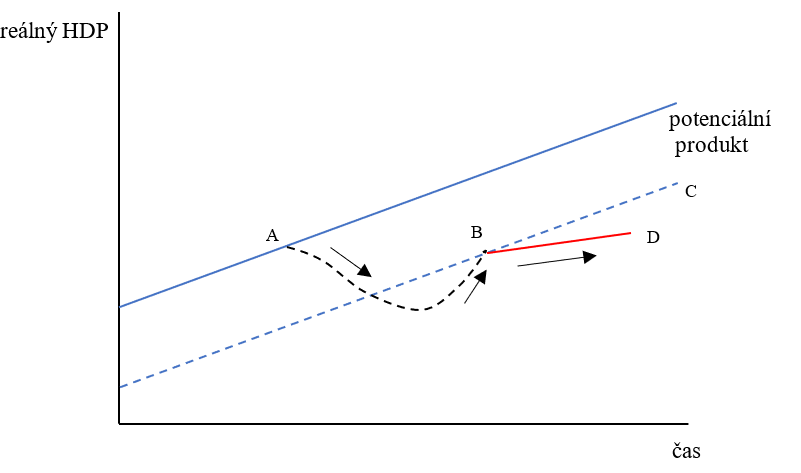 reálný HDP
potenciální
produkt
C
A
B
D
čas